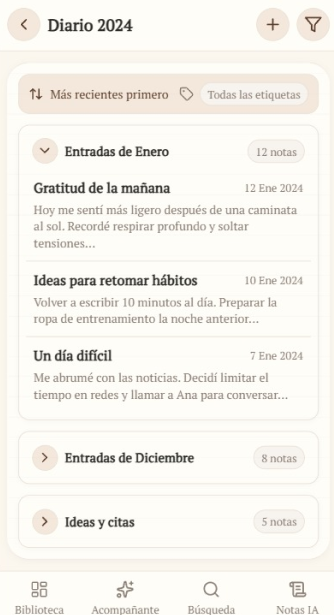 Diario 2024
Más recientes primero Todas las etiquetas
Entradas de Enero 12 notas
Gratitud de la mañana 12 Ene 2024
Hoy me sentí más ligero después de una caminata
al sol. Recordé respirar profundo y soltar
tensiones...
Ideas para retomar hábitos 10 Ene 2024
Volver a escribir 10 minutos al día. Preparar la
ropa de entrenamiento la noche anterior...
Un día difícil 7 Ene 2024
Me abrumé con las noticias. Decidí limitar el
tiempo en redes y llamar a Ana para conversar...
Entradas de Diciembre 8 notas
Ideas y citas 5 notas
Biblioteca Acompañante Búsqueda Notas IA